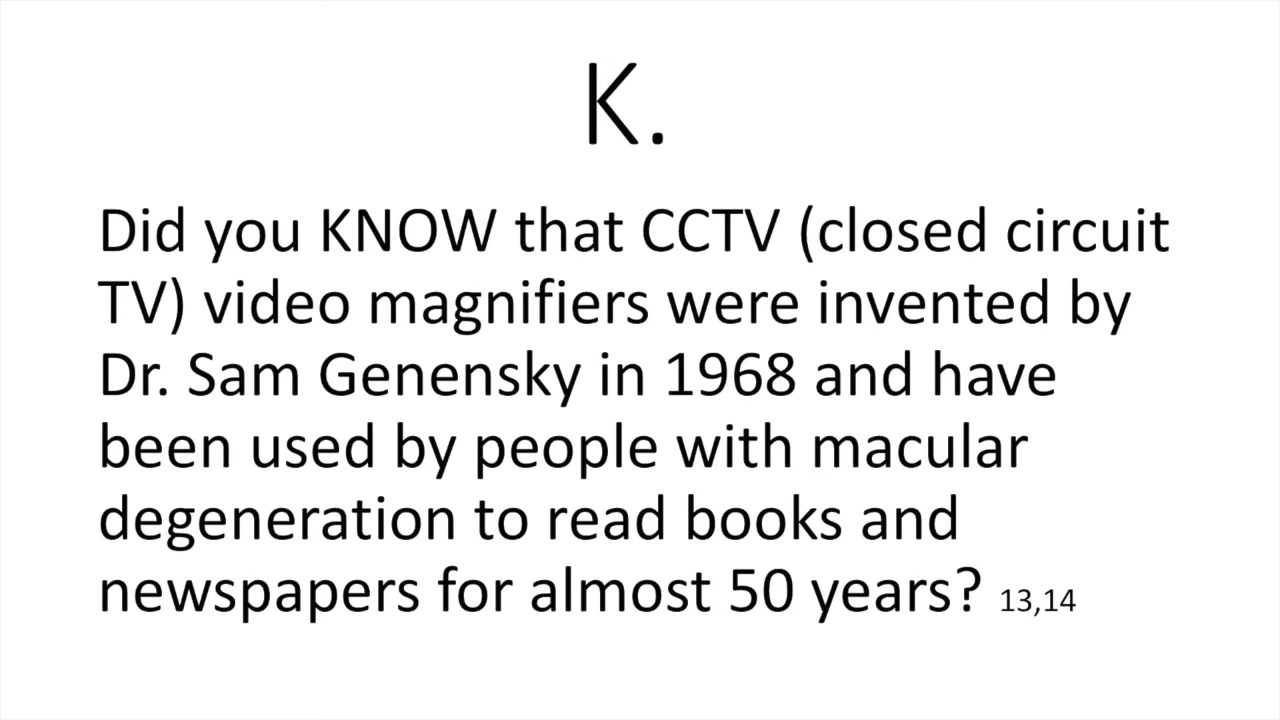 K.
Did you KNOW that CCTV (closed circuit
TV) video magnifiers were invented by
Dr. Sam Genensky in 1968 and have
been used by people with macular
degeneration to read books and
newspapers for almost 50 years? 13,14